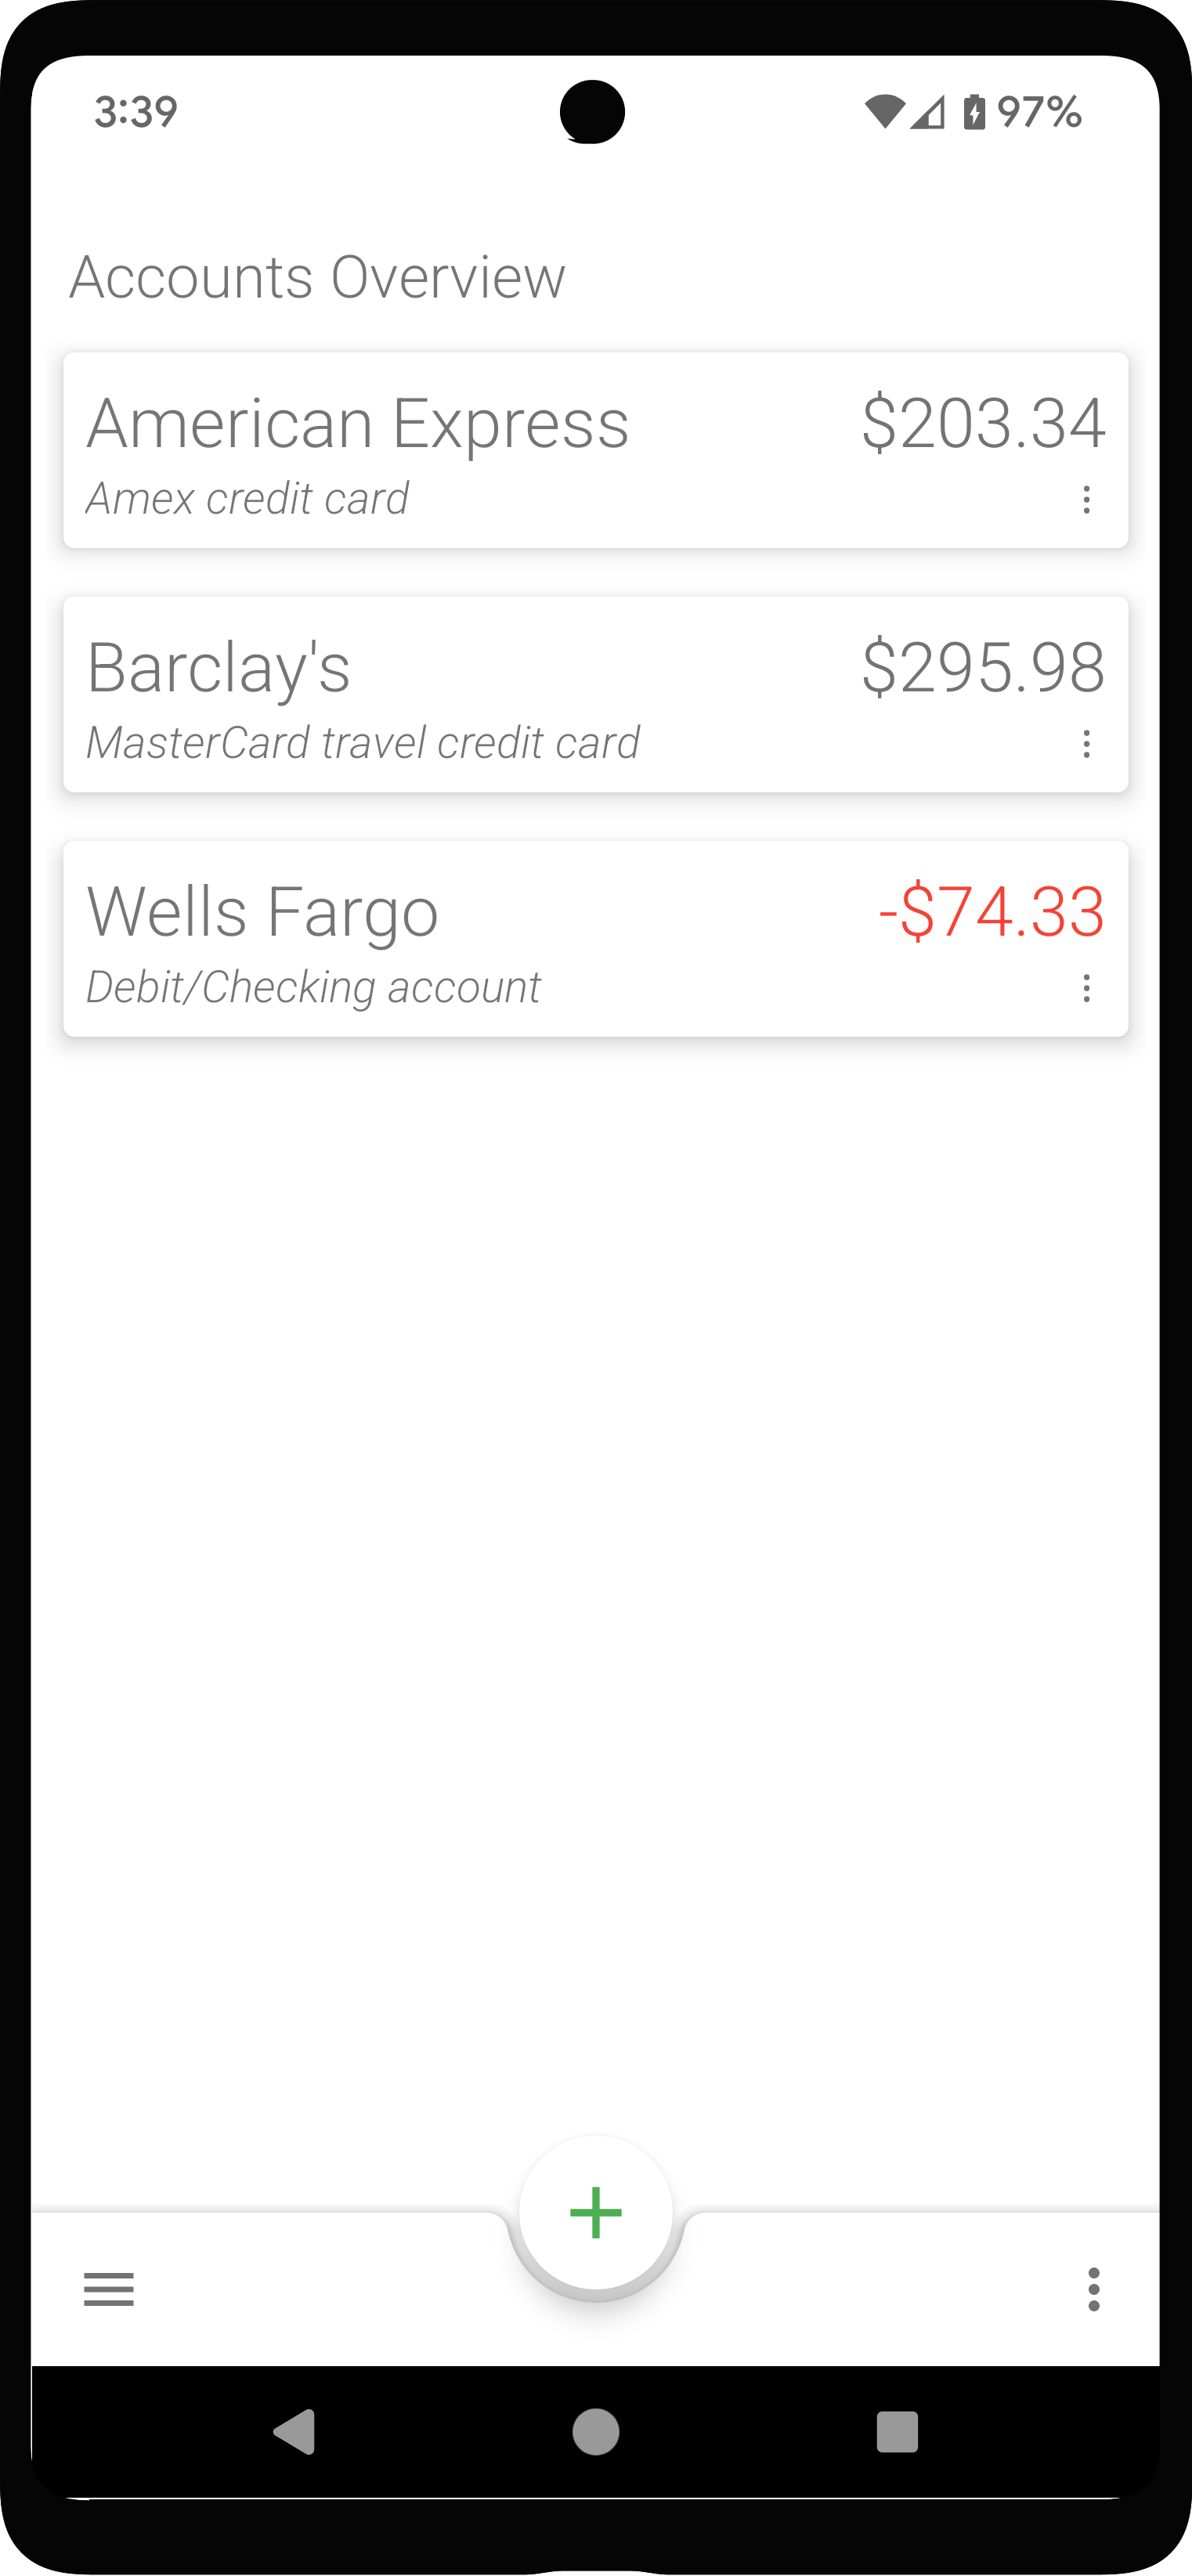 3:39 97%
Accounts Overview
American Express $203.34
Amex credit card
Barclay's $295.98
MasterCard travel credit card
Wells Fargo -$74.33
Debit/Checking account